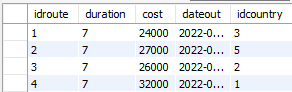 idroute duration cost dateout idcountry
1 7 24000 2022-0... 3
2 7 27000 2022-0... 5
3 7 26000 2022-0... 2
4 7 32000 2022-0... 1